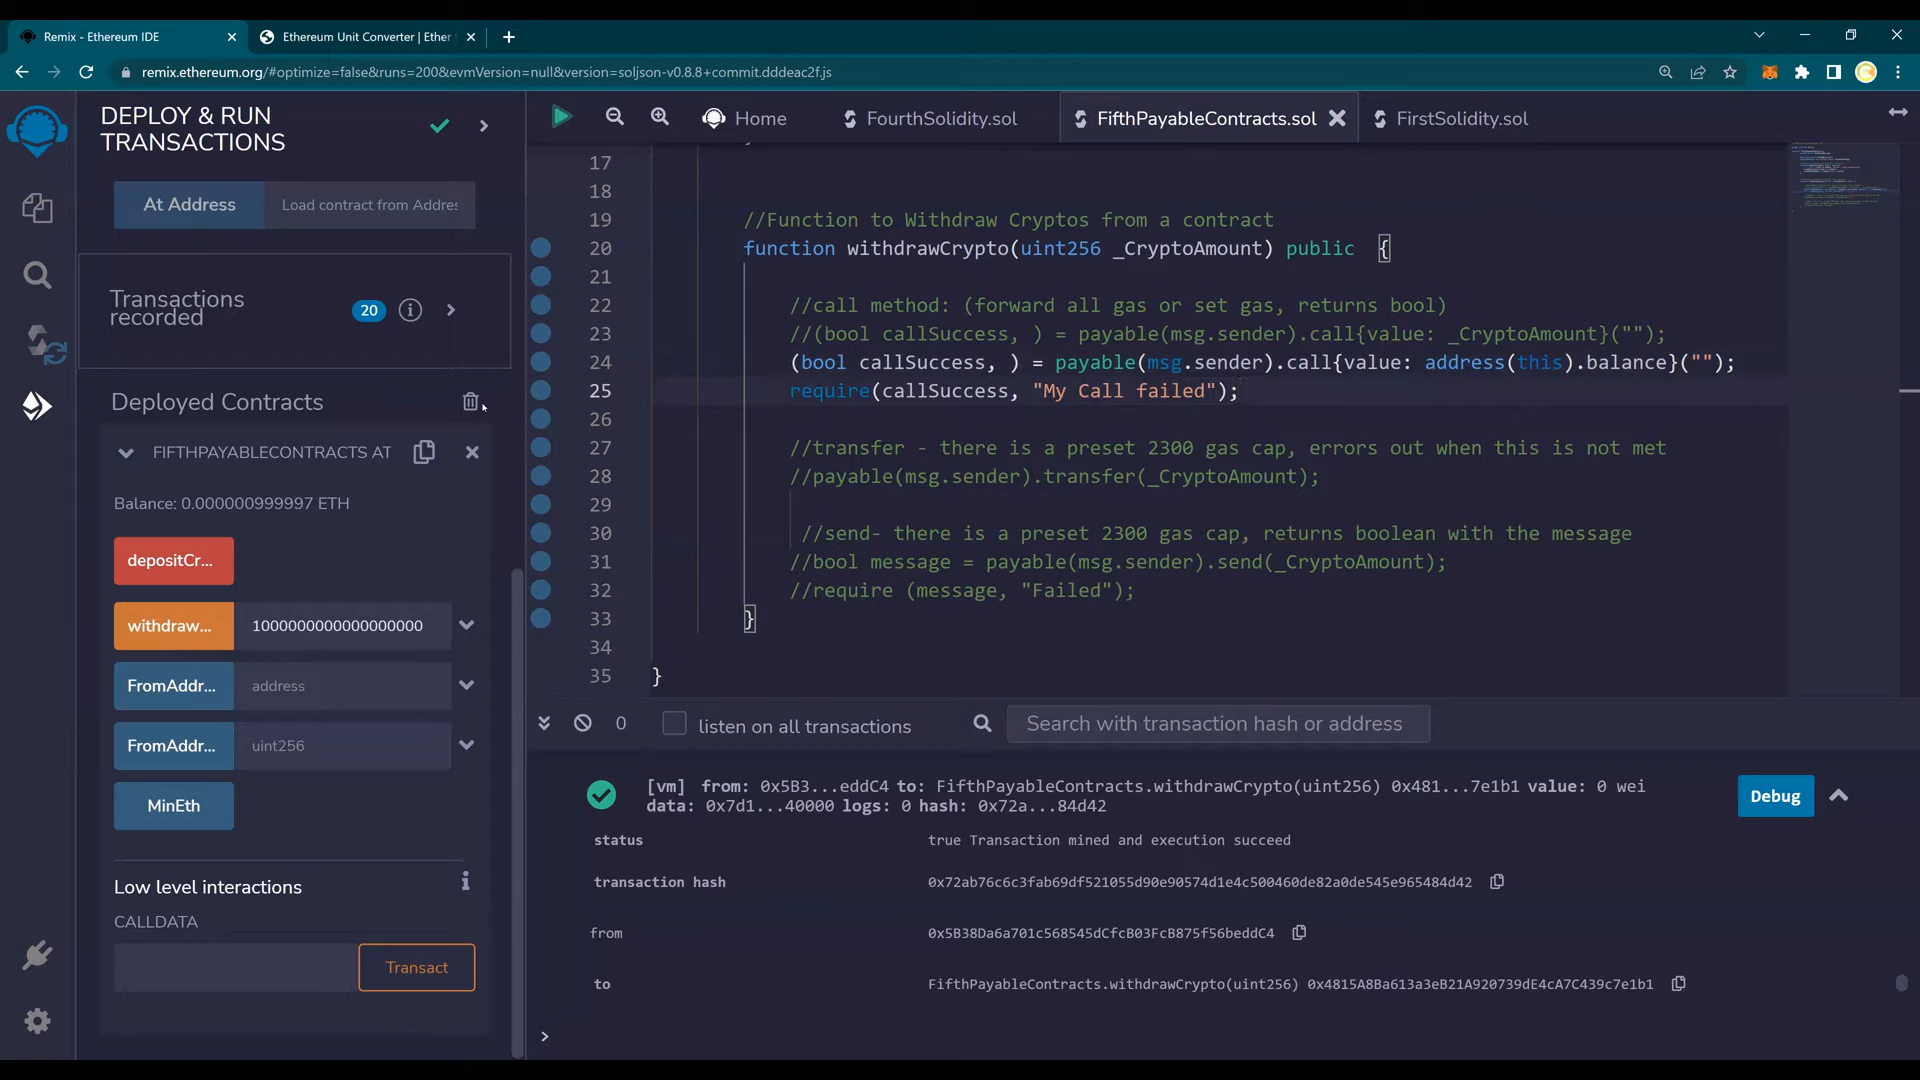 Remix - Ethereum IDE
Ethereum Unit Converter | Ether t
remix.ethereum.org/#optimize=false&runs=200&evmVersion=null&version=soljson-v0.8.8+commit.dddeac2f.js
DEPLOY & RUN
TRANSACTIONS
Home
FourthSolidity.sol
FifthPayableContracts.sol
FirstSolidity.sol
At Address
Load contract from Addres
Transactions
recorded
20
Deployed Contracts
FIFTHPAYABLECONTRACTS AT
Balance: 0.000000999997 ETH
depositCr...
withdraw...
1000000000000000000
FromAddr...
address
FromAddr...
uint256
MinEth
Low level interactions
CALLDATA
Transact
17
18
19 //Function to Withdraw Cryptos from a contract
20 function withdrawCrypto(uint256 _CryptoAmount) public {
21
22 //call method: (forward all gas or set gas, returns bool)
23 //(bool callSuccess, ) = payable(msg.sender).call{value: _CryptoAmount}("");
24 (bool callSuccess, ) = payable(msg.sender).call{value: address(this).balance}("");
25 require(callSuccess, "My Call failed");
26
27 //transfer - there is a preset 2300 gas cap, errors out when this is not met
28 //payable(msg.sender).transfer(_CryptoAmount);
29
30 //send- there is a preset 2300 gas cap, returns boolean with the message
31 //bool message = payable(msg.sender).send(_CryptoAmount);
32 //require (message, "Failed");
33 }
34
35 }
0
listen on all transactions
Search with transaction hash or address
[vm] from: 0x5B3...eddC4 to: FifthPayableContracts.withdrawCrypto(uint256) 0x481...7e1b1 value: 0 wei
data: 0x7d1...40000 logs: 0 hash: 0x72a...84d42
Debug
status true Transaction mined and execution succeed
transaction hash 0x72ab76c6c3fab69df521055d90e90574d1e4c500460de82a0de545e965484d42
from 0x5B38Da6a701c568545dCfcB03FcB875f56beddC4
to FifthPayableContracts.withdrawCrypto(uint256) 0x4815A8Ba613a3eB21A920739dE4cA7C439c7e1b1
>